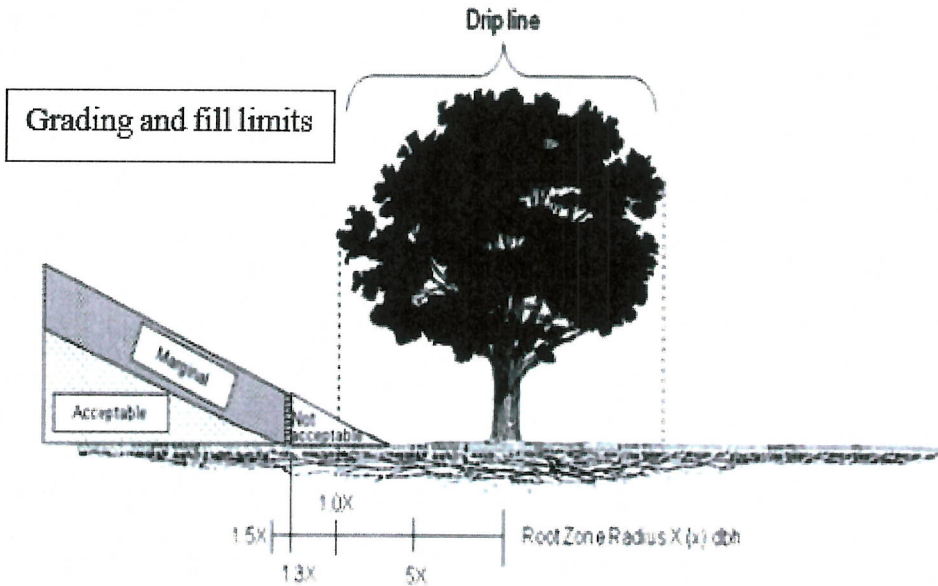 Drip line
Grading and fill limits
Marginal
Acceptable
Not
acceptable
1.0X
1.5X
1.3X
5X
Root Zone Radius X (x) dbh